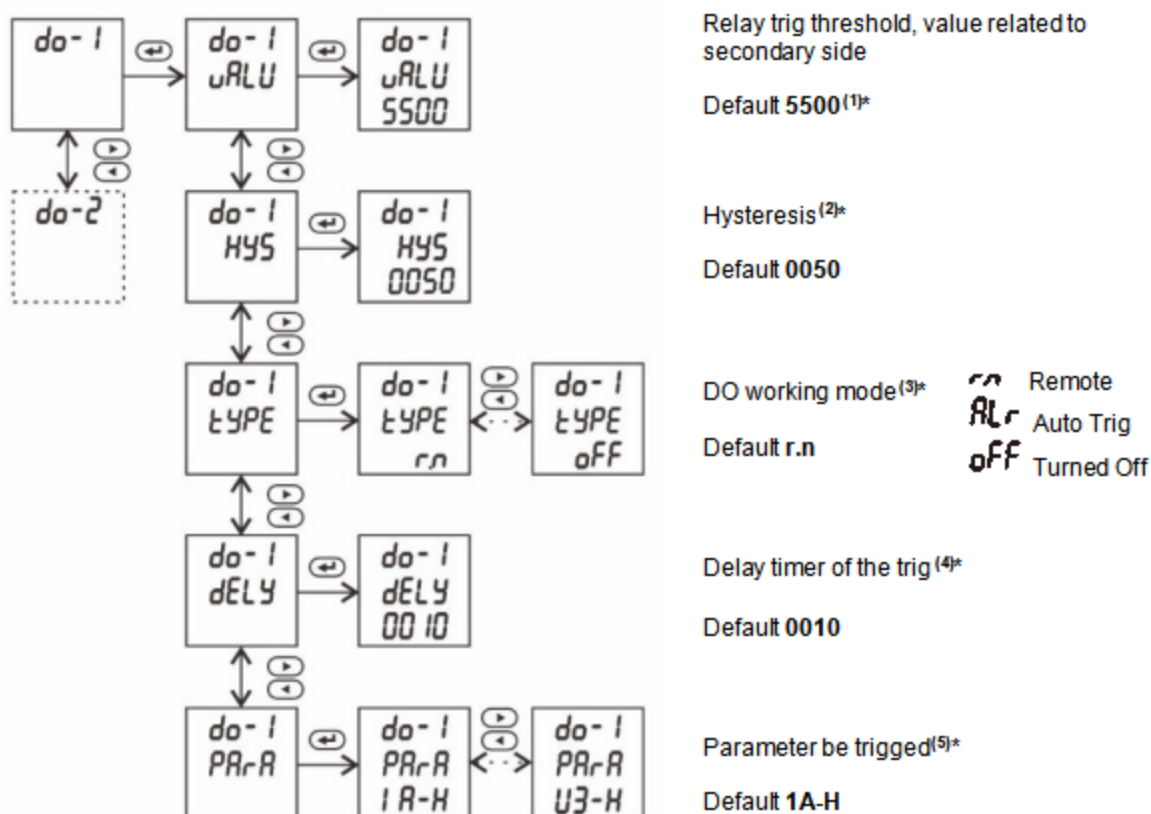 do-1
do-1
vALU
do-1
vALU
5500
Relay trig threshold, value related to
secondary side
Default 5500(1)*
do-2
do-1
HYS
do-1
HYS
0050
Hysteresis(2)*
Default 0050
do-1
tYPE
do-1
tYPE
r.n
do-1
tYPE
oFF
DO working mode(3)*
Default r.n
r.n Remote
ALr Auto Trig
oFF Turned Off
do-1
dELY
do-1
dELY
0010
Delay timer of the trig (4)*
Default 0010
do-1
PArA
do-1
PArA
1A-H
do-1
PArA
U3-H
Parameter be trigged(5)*
Default 1A-H